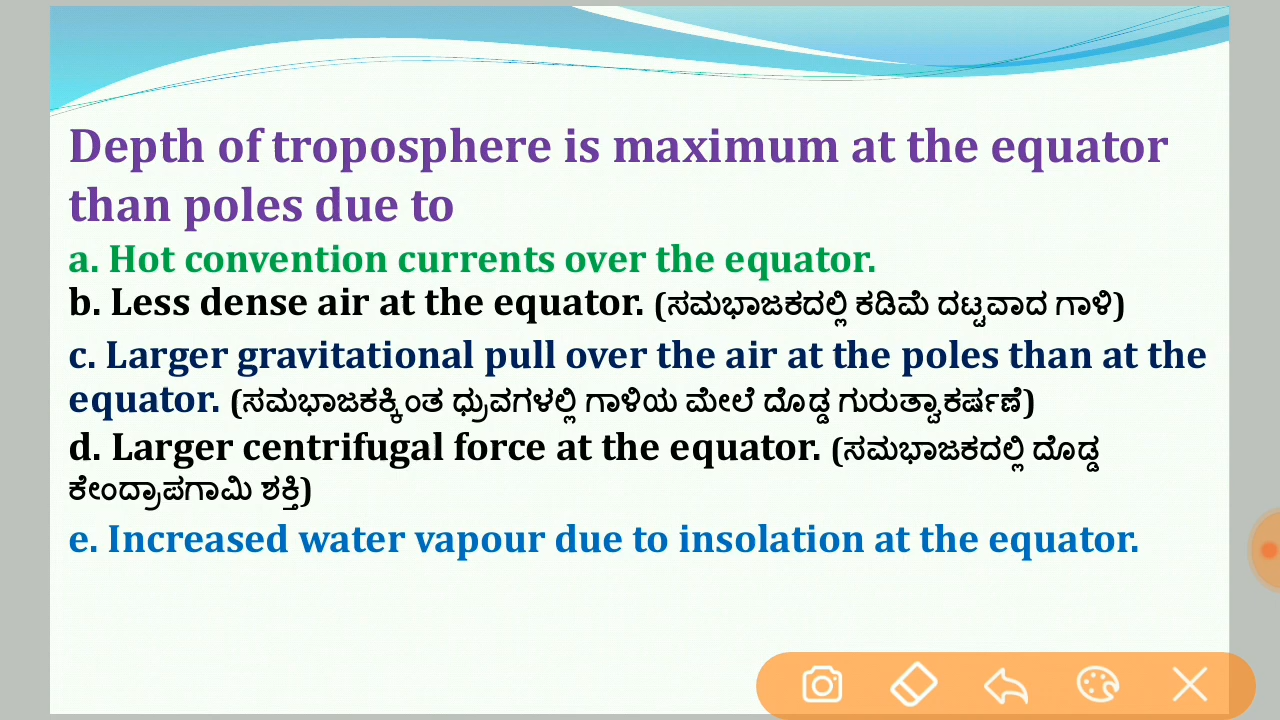 Depth of troposphere is maximum at the equator
than poles due to
a. Hot convention currents over the equator.
b. Less dense air at the equator. (ಸಮಭಾಜಕದಲ್ಲಿ ಕಡಿಮೆ ದಟ್ಟವಾದ ಗಾಳಿ)
c. Larger gravitational pull over the air at the poles than at the
equator. (ಸಮಭಾಜಕಕ್ಕಿಂತ ಧ್ರುವಗಳಲ್ಲಿ ಗಾಳಿಯ ಮೇಲೆ ದೊಡ್ಡ ಗುರುತ್ವಾಕರ್ಷಣೆ)
d. Larger centrifugal force at the equator. (ಸಮಭಾಜಕದಲ್ಲಿ ದೊಡ್ಡ
ಕೇಂದ್ರಾಪಗಾಮಿ ಶಕ್ತಿ)
e. Increased water vapour due to insolation at the equator.